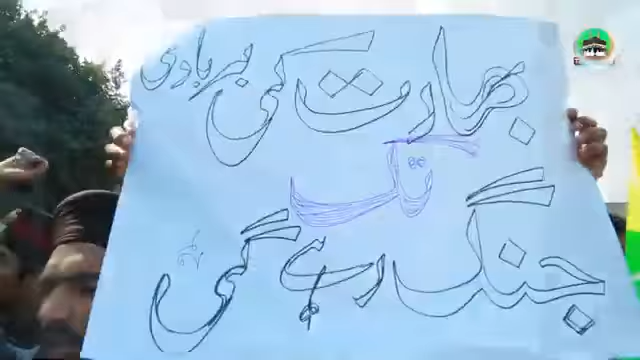 بھارت کی بربادی
تک
جنگ رہے گی